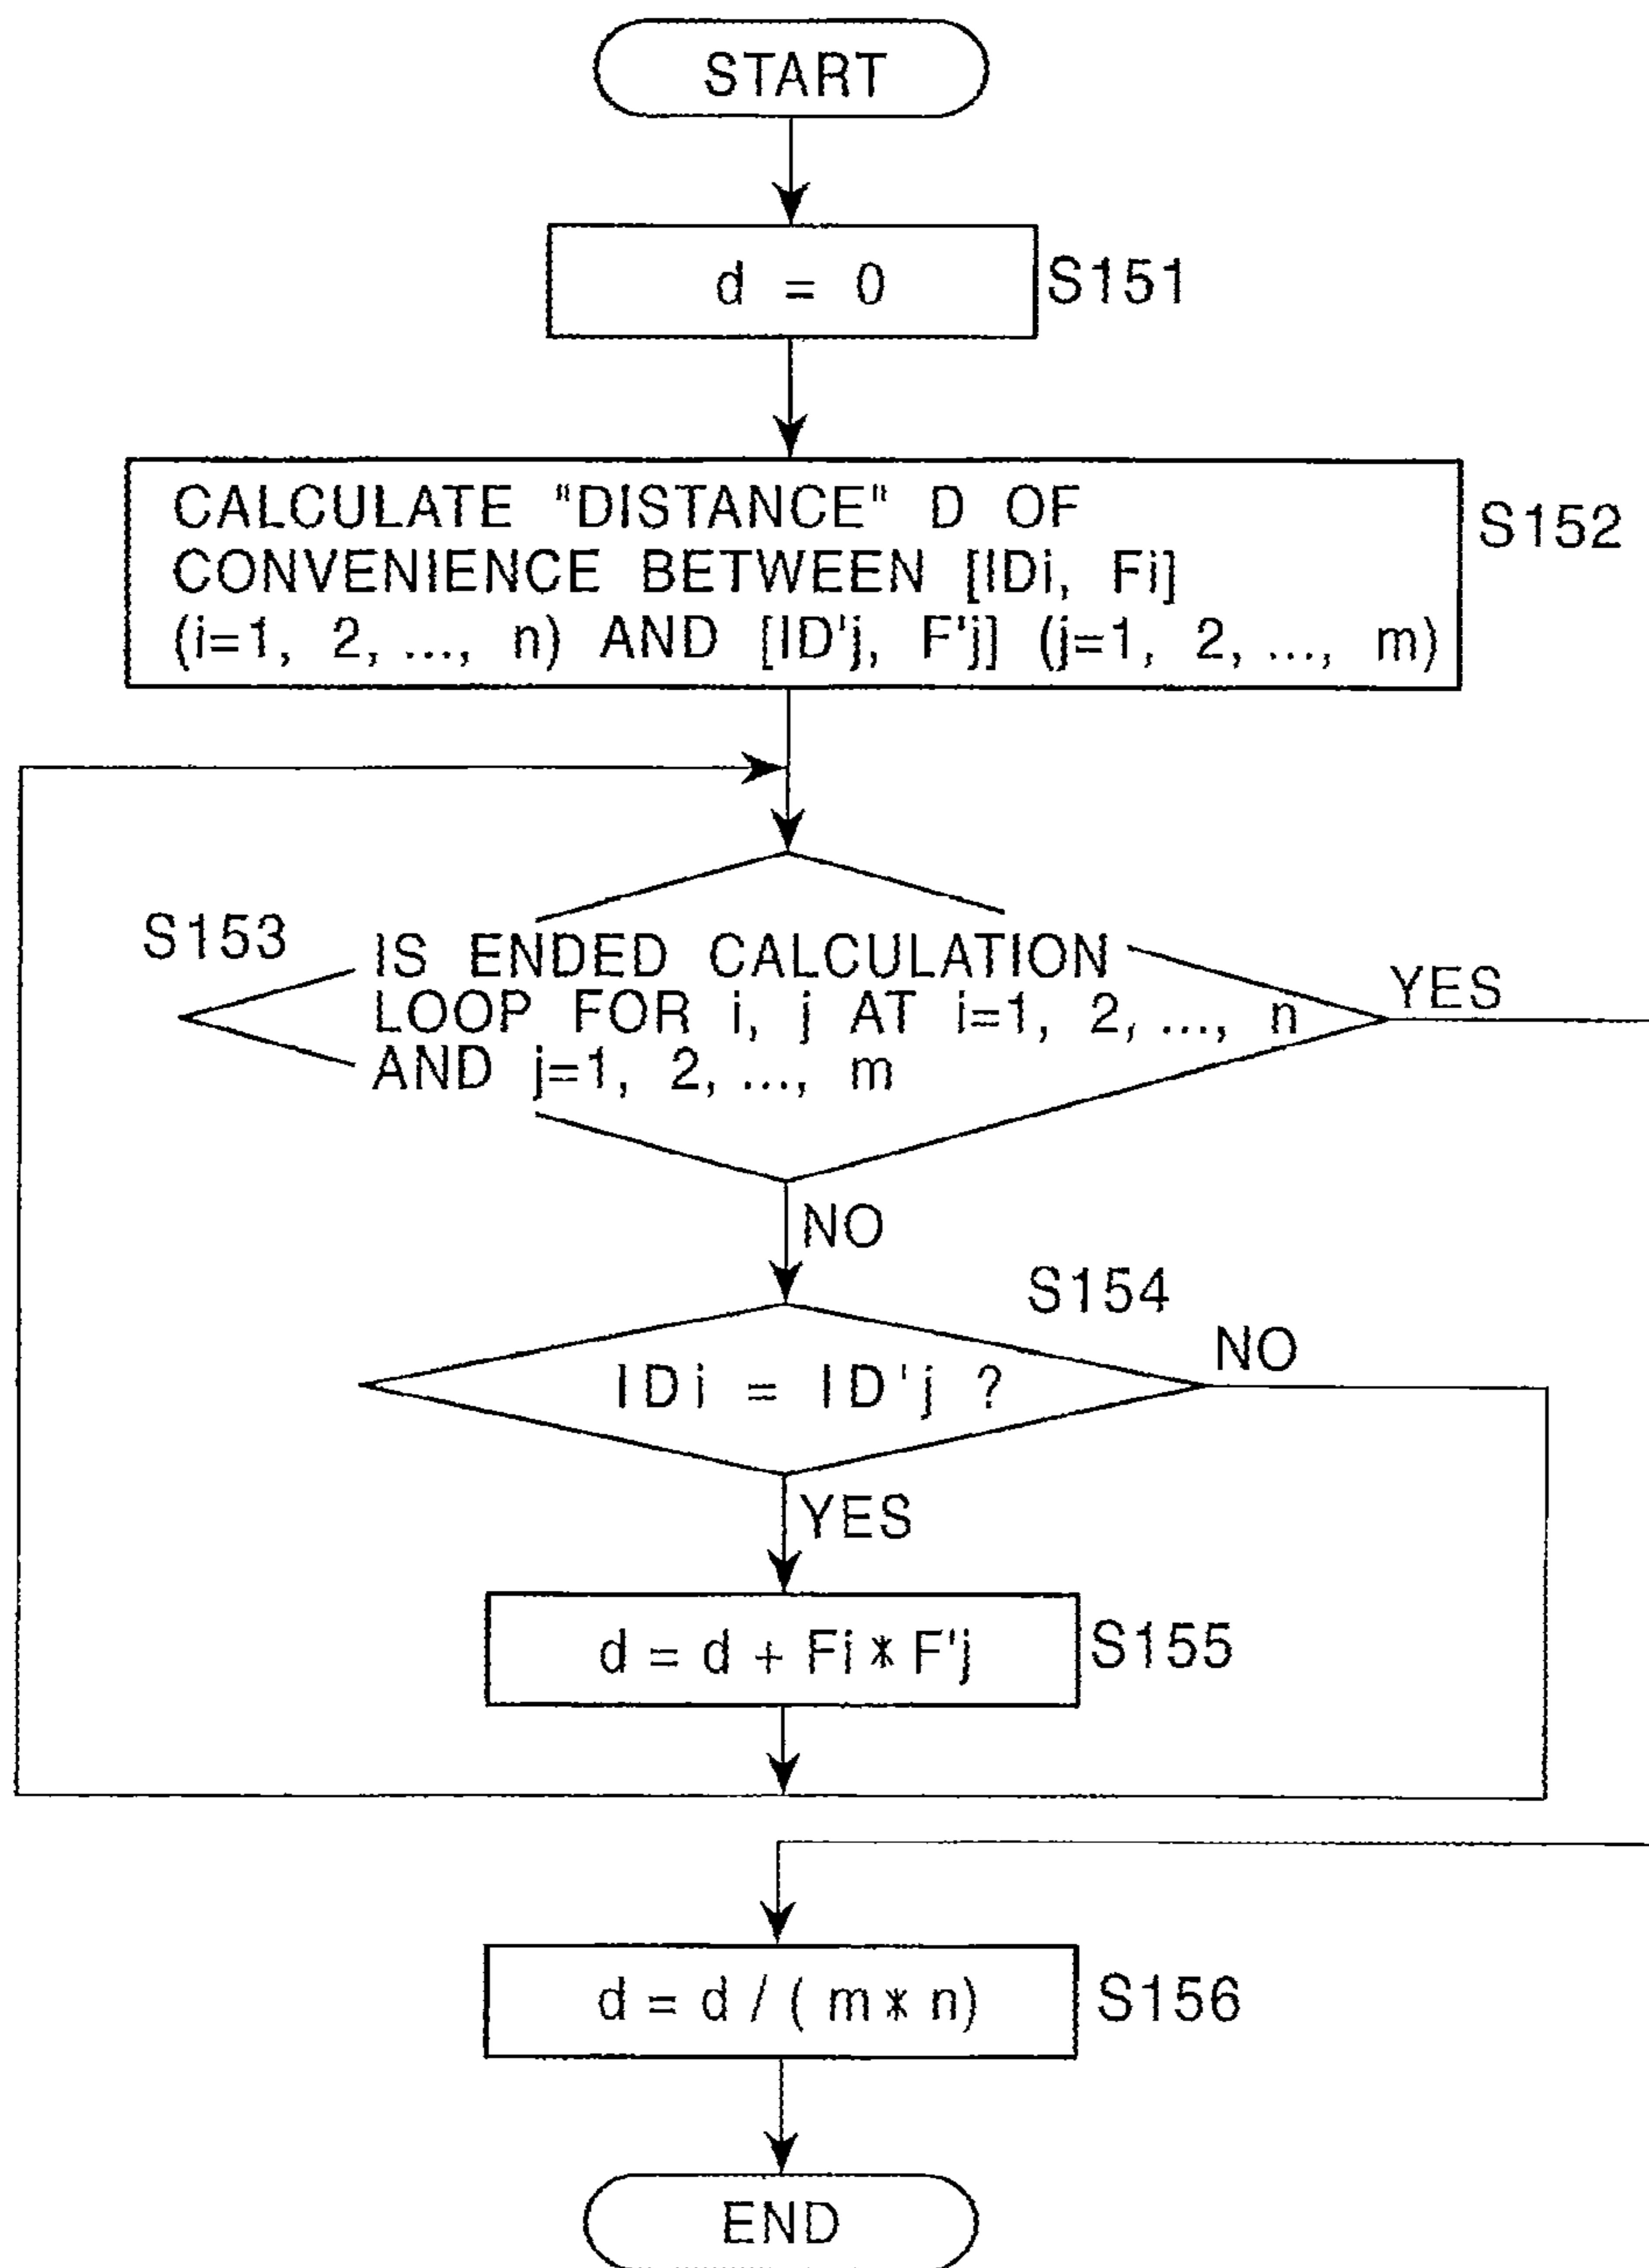 START
d = 0
S151
CALCULATE "DISTANCE" D OF
CONVENIENCE BETWEEN [IDi, Fi]
(i=1, 2, ..., n) AND [ID'j, F'j] (j=1, 2, ..., m)
S152
S153
IS ENDED CALCULATION
LOOP FOR i, j AT i=1, 2, ..., n
AND j=1, 2, ..., m
YES
NO
S154
IDi = ID'j ?
NO
YES
d = d + Fi * F'j
S155
d = d / ( m * n)
S156
END